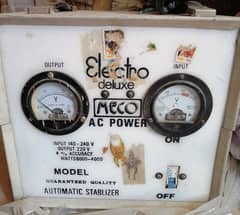 OUTPUT
INPUT
Electro
deluxe
V
MECO
V
AC POWER
ON
INPUT 140-240 V
OUTPUT 220 V
ACCURACY
WATTS
MODEL
GUARANTEED QUALITY
AUTOMATIC STABLIZER
OFF